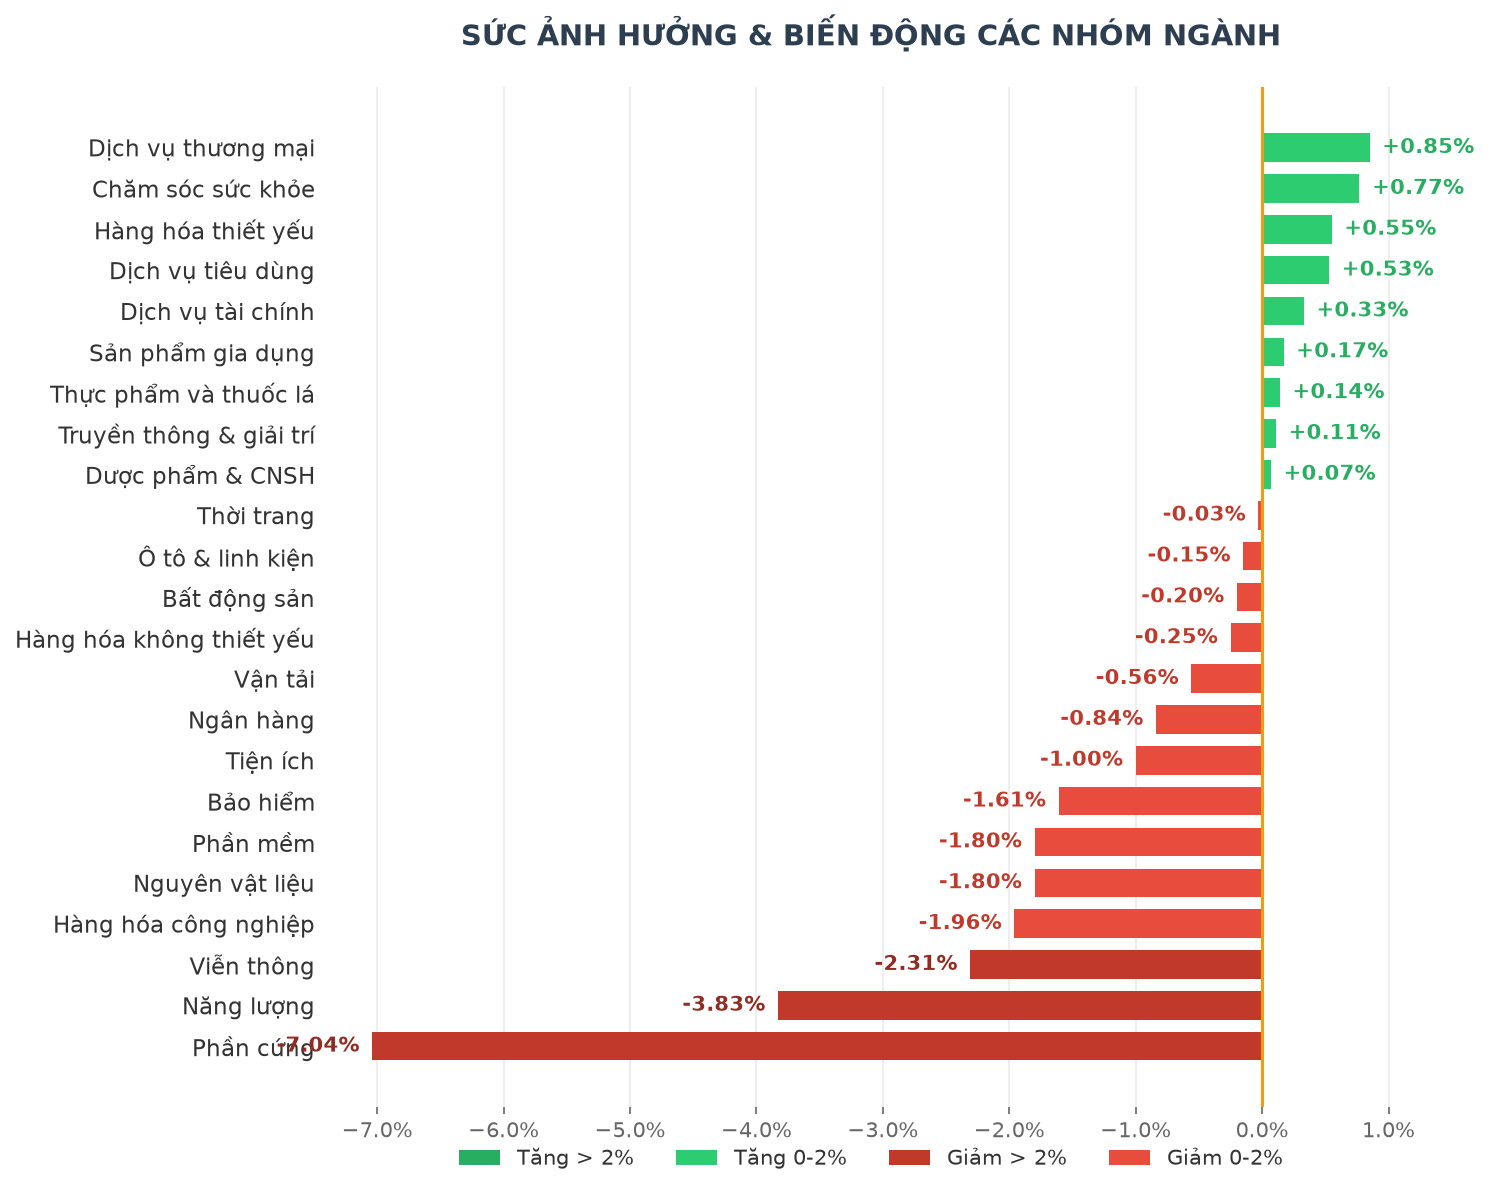 SỨC ẢNH HƯỞNG & BIẾN ĐỘNG CÁC NHÓM NGÀNH
Dịch vụ thương mại +0.85%
Chăm sóc sức khỏe +0.77%
Hàng hóa thiết yếu +0.55%
Dịch vụ tiêu dùng +0.53%
Dịch vụ tài chính +0.33%
Sản phẩm gia dụng +0.17%
Thực phẩm và thuốc lá +0.14%
Truyền thông & giải trí +0.11%
Dược phẩm & CNSH +0.07%
Thời trang -0.03%
Ô tô & linh kiện -0.15%
Bất động sản -0.20%
Hàng hóa không thiết yếu -0.25%
Vận tải -0.56%
Ngân hàng -0.84%
Tiện ích -1.00%
Bảo hiểm -1.61%
Phần mềm -1.80%
Nguyên vật liệu -1.80%
Hàng hóa công nghiệp -1.96%
Viễn thông -2.31%
Năng lượng -3.83%
Phần cứng -7.04%
−7.0% −6.0% −5.0% −4.0% −3.0% −2.0% −1.0% 0.0% 1.0%
Tăng > 2% Tăng 0-2% Giảm > 2% Giảm 0-2%